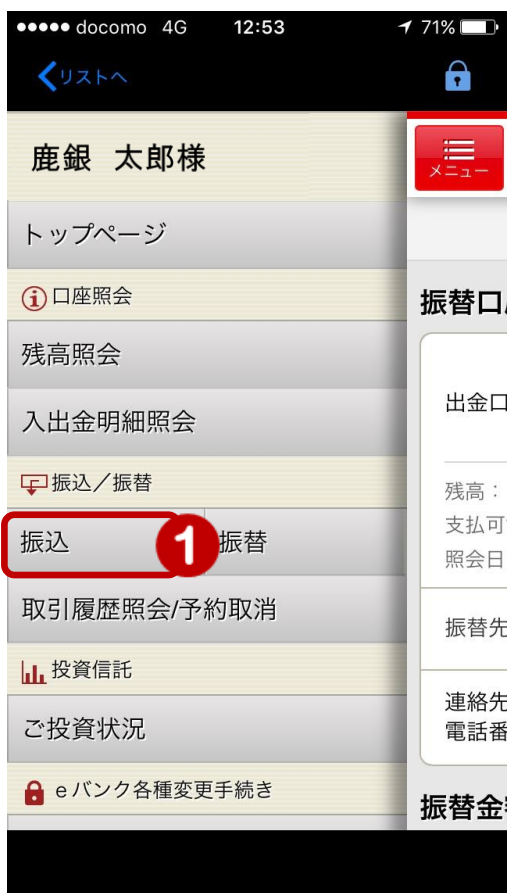 docomo 4G 12:53 71%
リストへ
鹿銀 太郎様
メニュー
トップページ
口座照会
残高照会
入出金明細照会
振込/振替
振込
1
振替
取引履歴照会/予約取消
投資信託
ご投資状況
eバンク各種変更手続き
振替口
出金口
残高:
支払可
照会日
振替先
連絡先
電話番
振替金